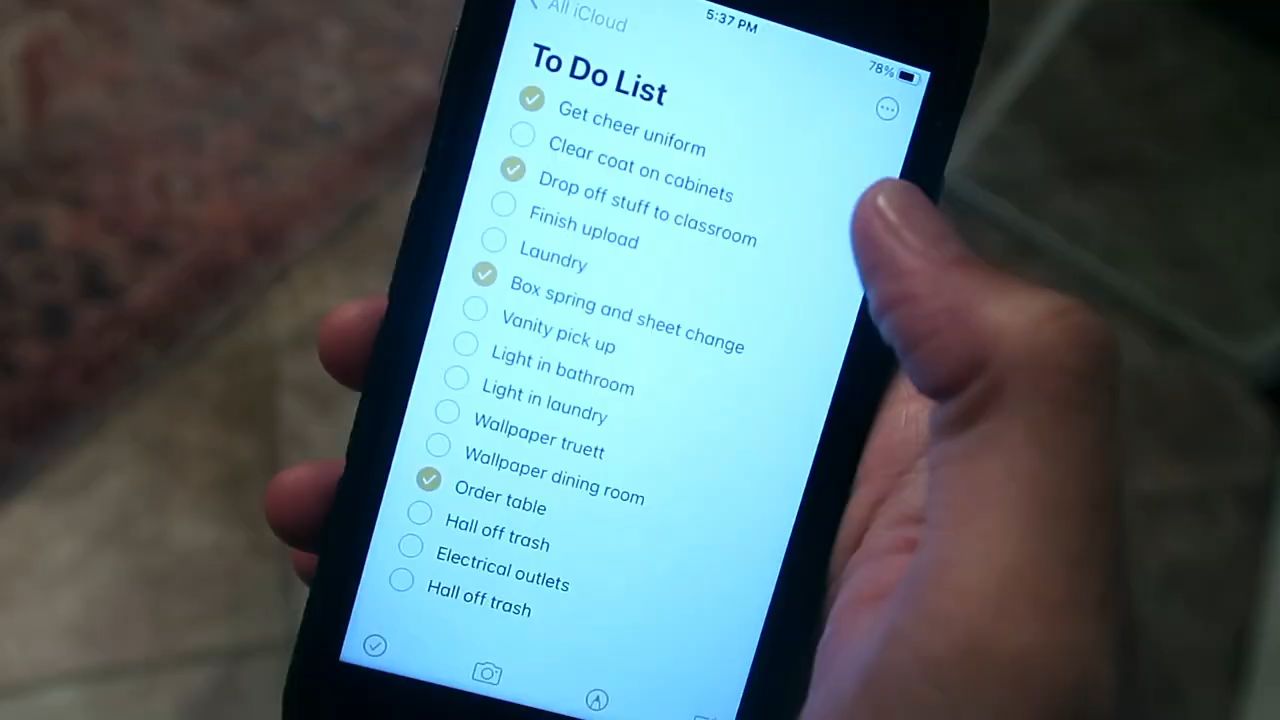 All iCloud
5:37 PM
78%
To Do List
Get cheer uniform
Clear coat on cabinets
Drop off stuff to classroom
Finish upload
Laundry
Box spring and sheet change
Vanity pick up
Light in bathroom
Light in laundry
Wallpaper truett
Wallpaper dining room
Order table
Hall off trash
Electrical outlets
Hall off trash